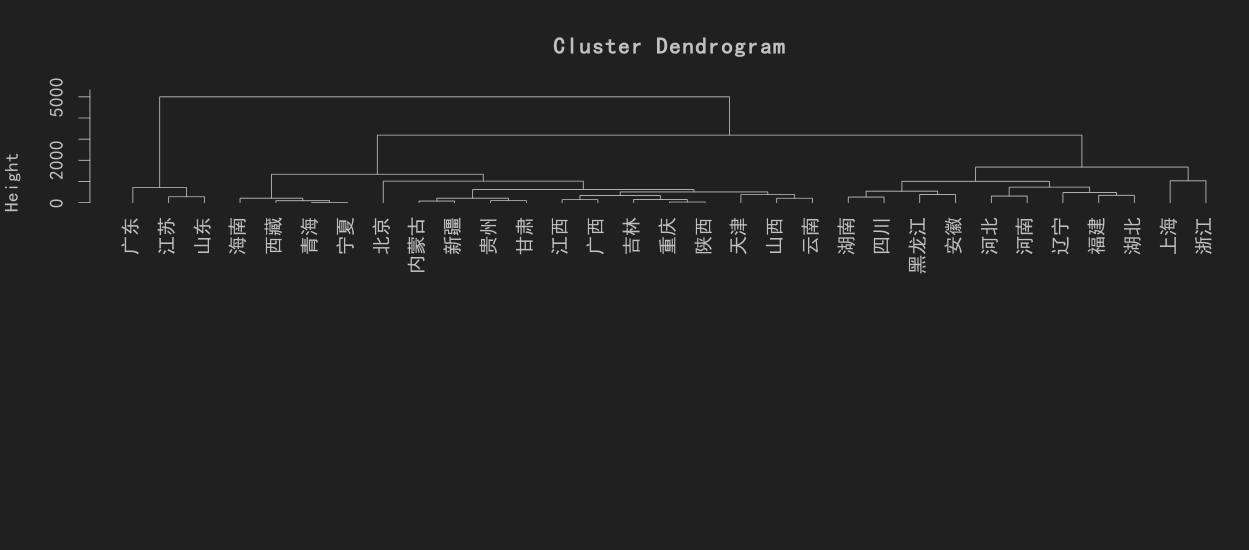 Cluster Dendrogram
Height
5000
2000
0
广东 江苏 山东 海南 西藏 青海 宁夏 北京 内蒙古 新疆 贵州 甘肃 江西 广西 吉林 重庆 陕西 天津 山西 云南 湖南 四川 黑龙江 安徽 河北 河南 辽宁 福建 湖北 上海 浙江